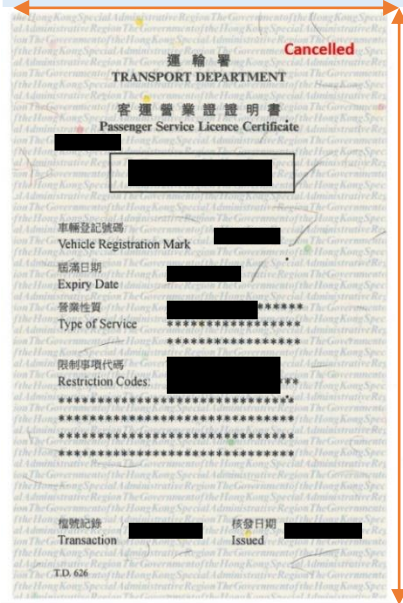 Cancelled
運輸署
TRANSPORT DEPARTMENT
客運營業證證明書
Passenger Service Licence Certificate
車輛登記號碼
Vehicle Registration Mark
屆滿日期
Expiry Date
營業性質
Type of Service
******
*****************
*****************
限制事項代碼
Restriction Codes:
**
******************************
******************************
******************************
******************************
檔號紀錄
Transaction
核發日期
Issued
T.D. 626